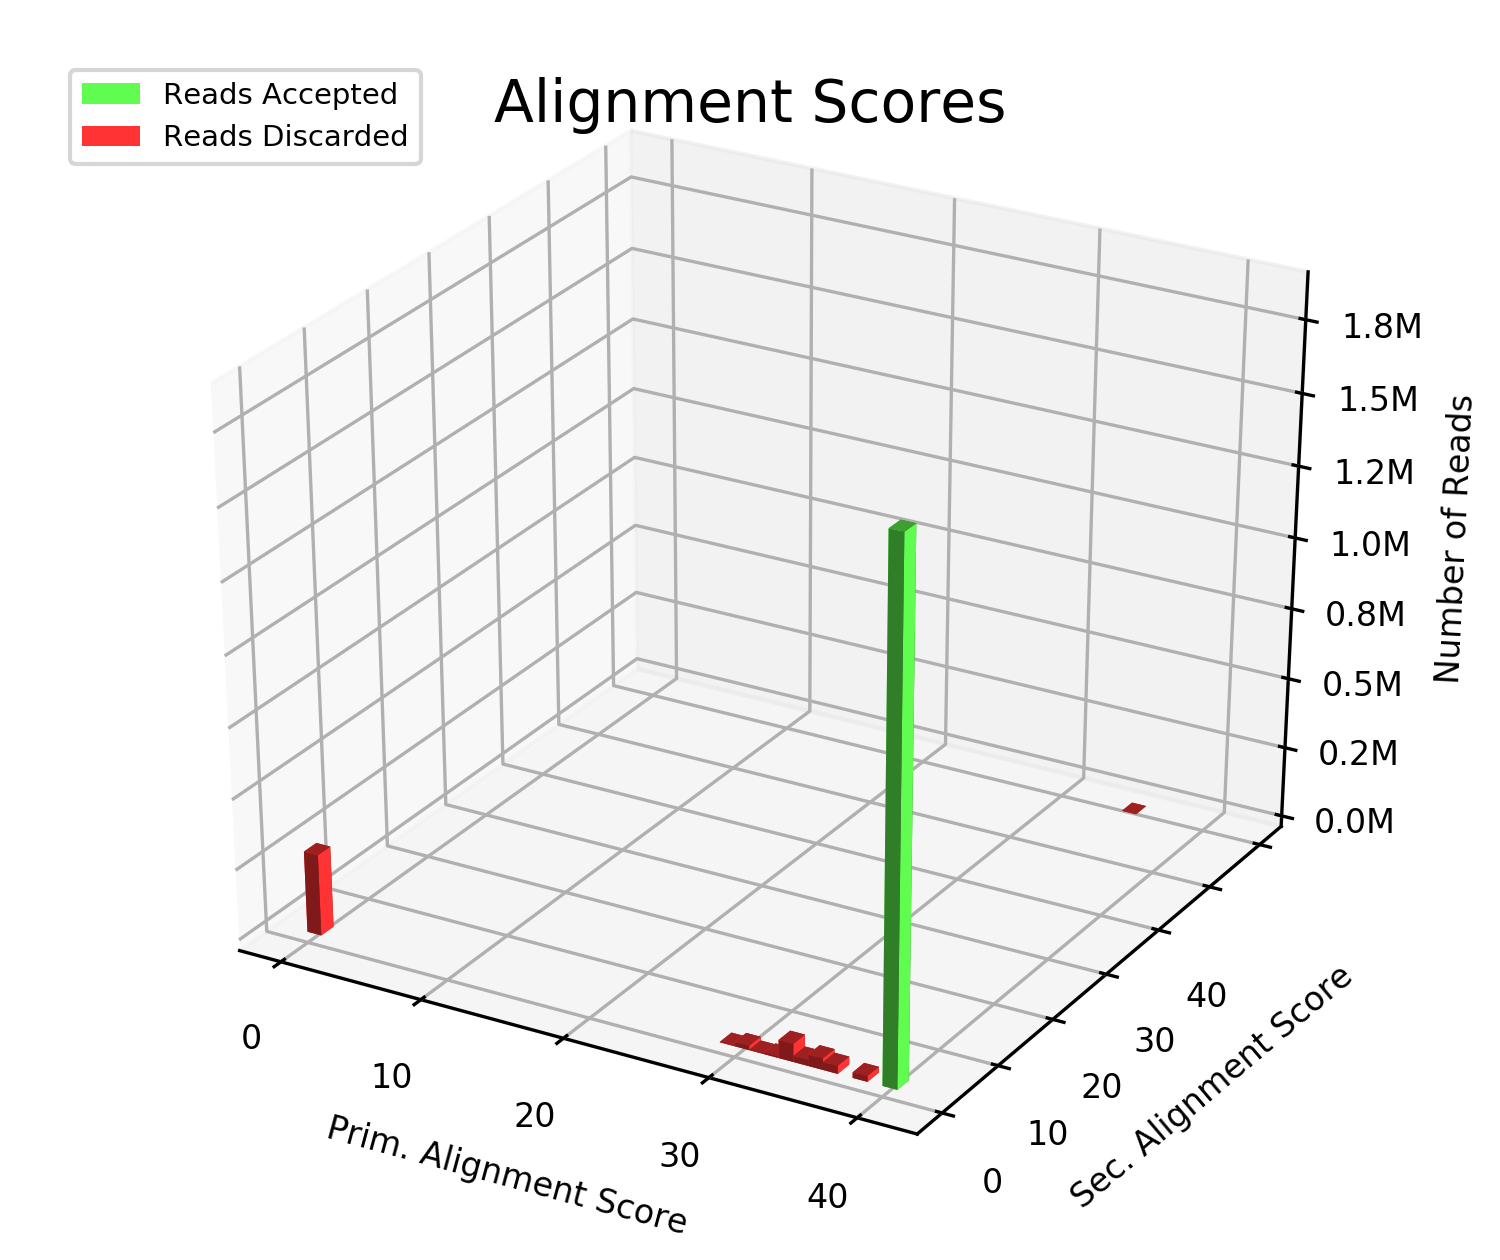 Alignment Scores
Reads Accepted
Reads Discarded
1.8M
1.5M
1.2M
1.0M
0.8M
0.5M
0.2M
0.0M
Number of Reads
0
10
20
30
40
Prim. Alignment Score
0
10
20
30
40
Sec. Alignment Score